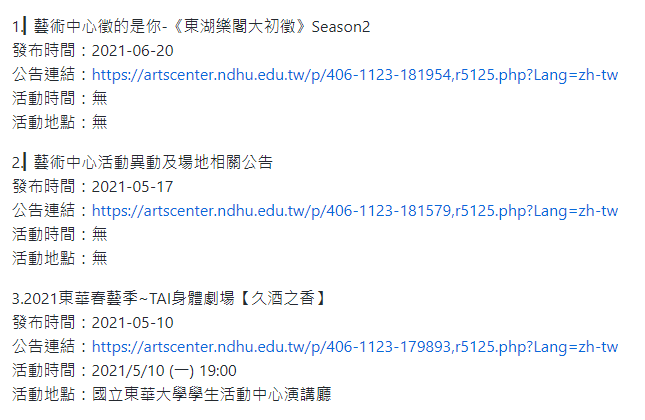 1.▎藝術中心徵的是你-《東湖樂閣大初徵》Season2
發布時間：2021-06-20
公告連結：https://artscenter.ndhu.edu.tw/p/406-1123-181954,r5125.php?Lang=zh-tw
活動時間：無
活動地點：無
2.▎藝術中心活動異動及場地相關公告
發布時間：2021-05-17
公告連結：https://artscenter.ndhu.edu.tw/p/406-1123-181579,r5125.php?Lang=zh-tw
活動時間：無
活動地點：無
3.2021東華春藝季~TAI身體劇場【久酒之香】
發布時間：2021-05-10
公告連結：https://artscenter.ndhu.edu.tw/p/406-1123-179893,r5125.php?Lang=zh-tw
活動時間：2021/5/10 (一) 19:00
活動地點：國立東華大學學生活動中心演講廳